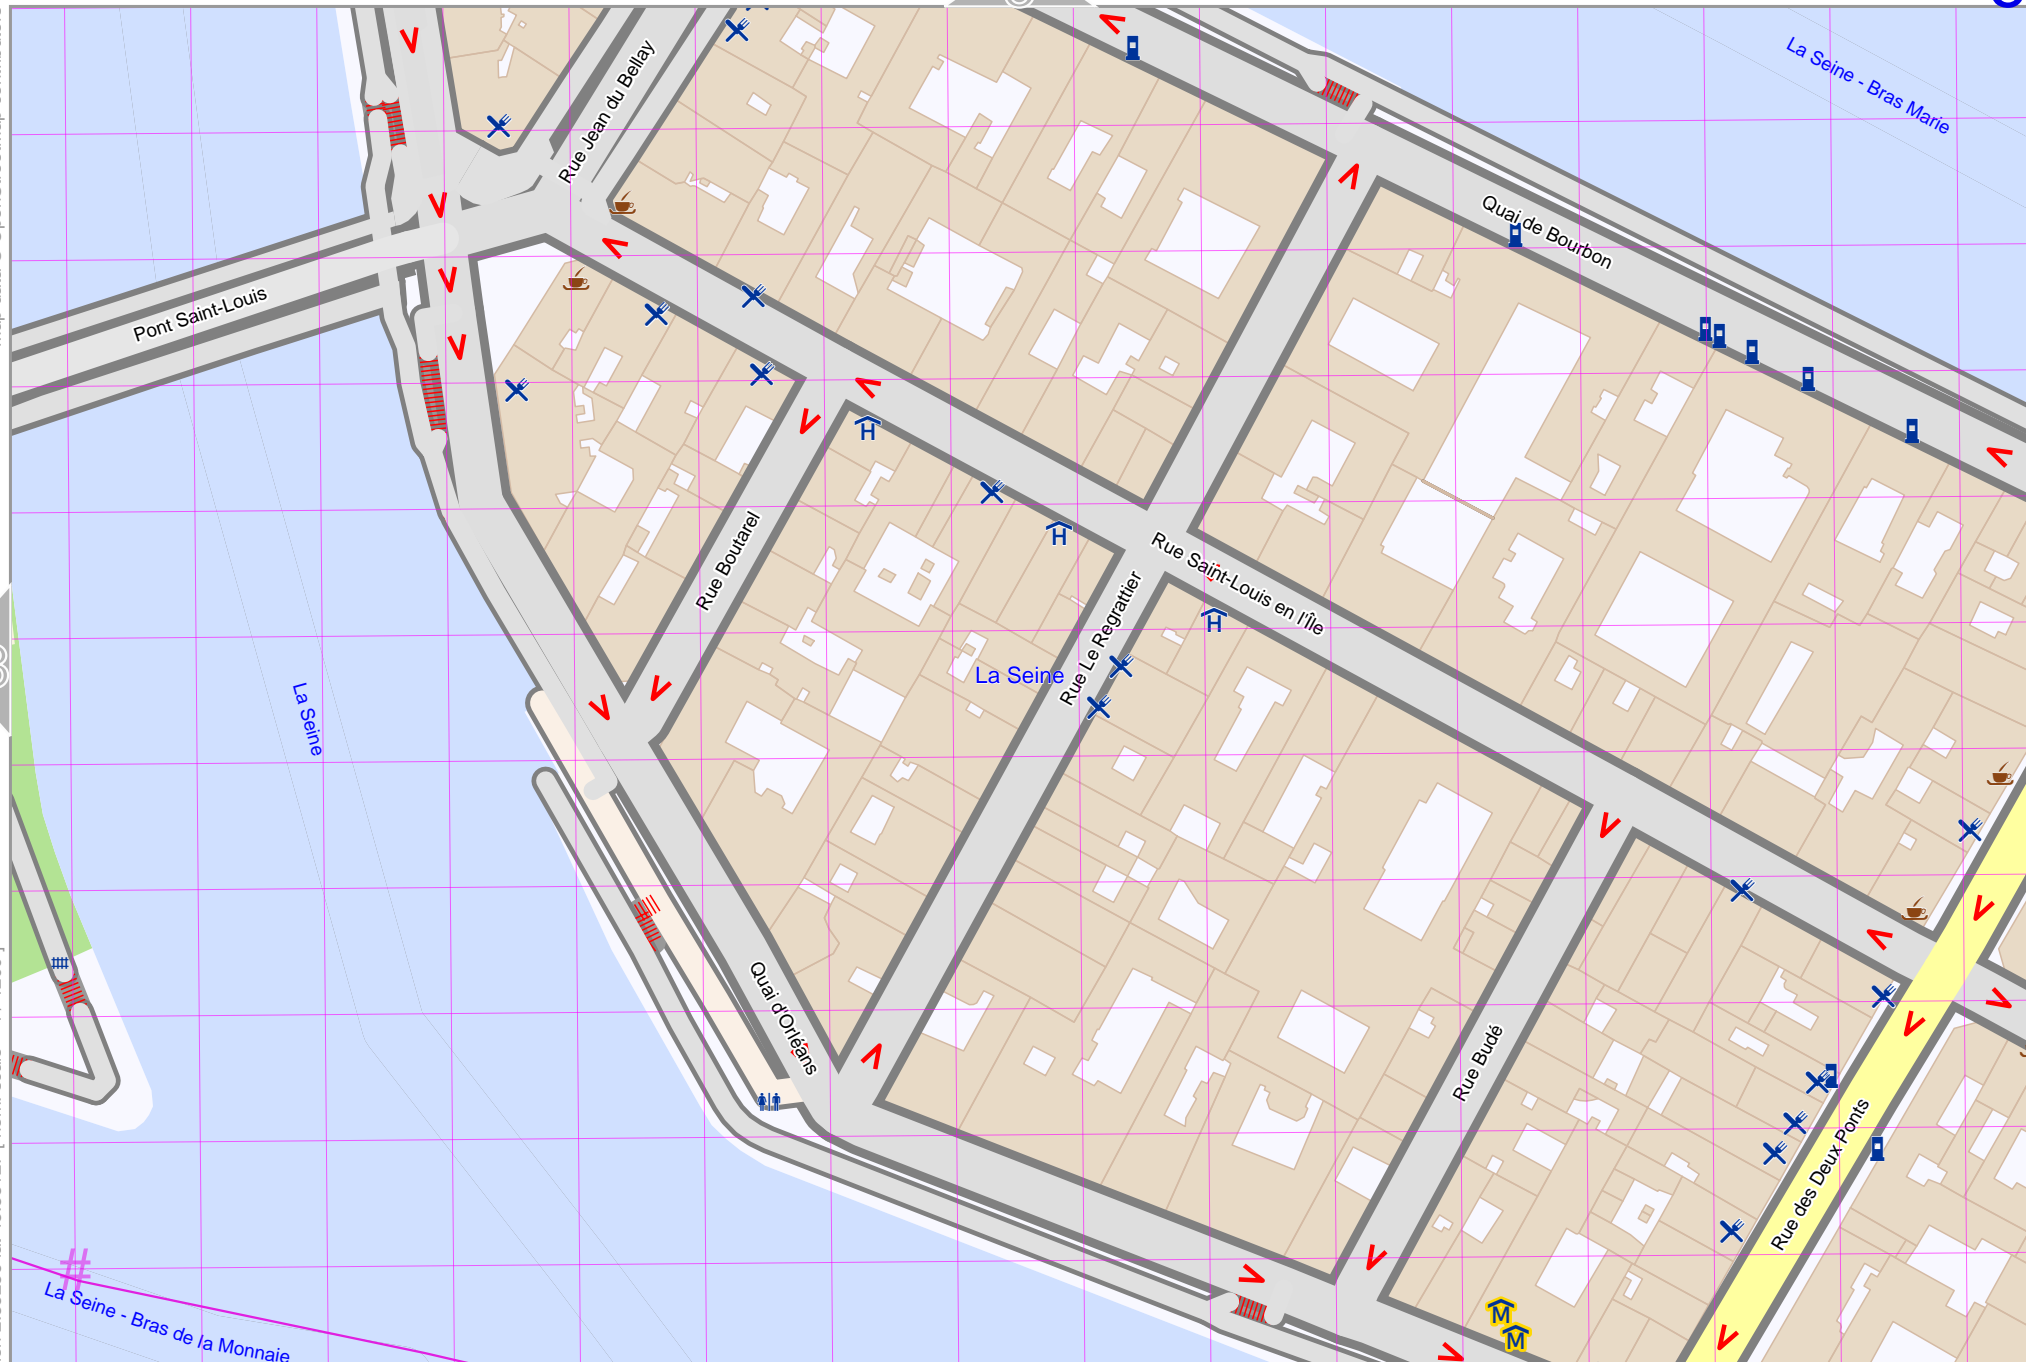 La Seine - Bras Marie
Rue Jean du Bellay
Quai de Bourbon
Pont Saint-Louis
Rue Boutarel
Rue Saint-Louis en l'Île
Rue Le Regrattier
La Seine
La Seine
H
H
H
Quai d'Orléans
Rue Budé
Rue des Deux Ponts
#
La Seine - Bras de la Monnaie
M
M